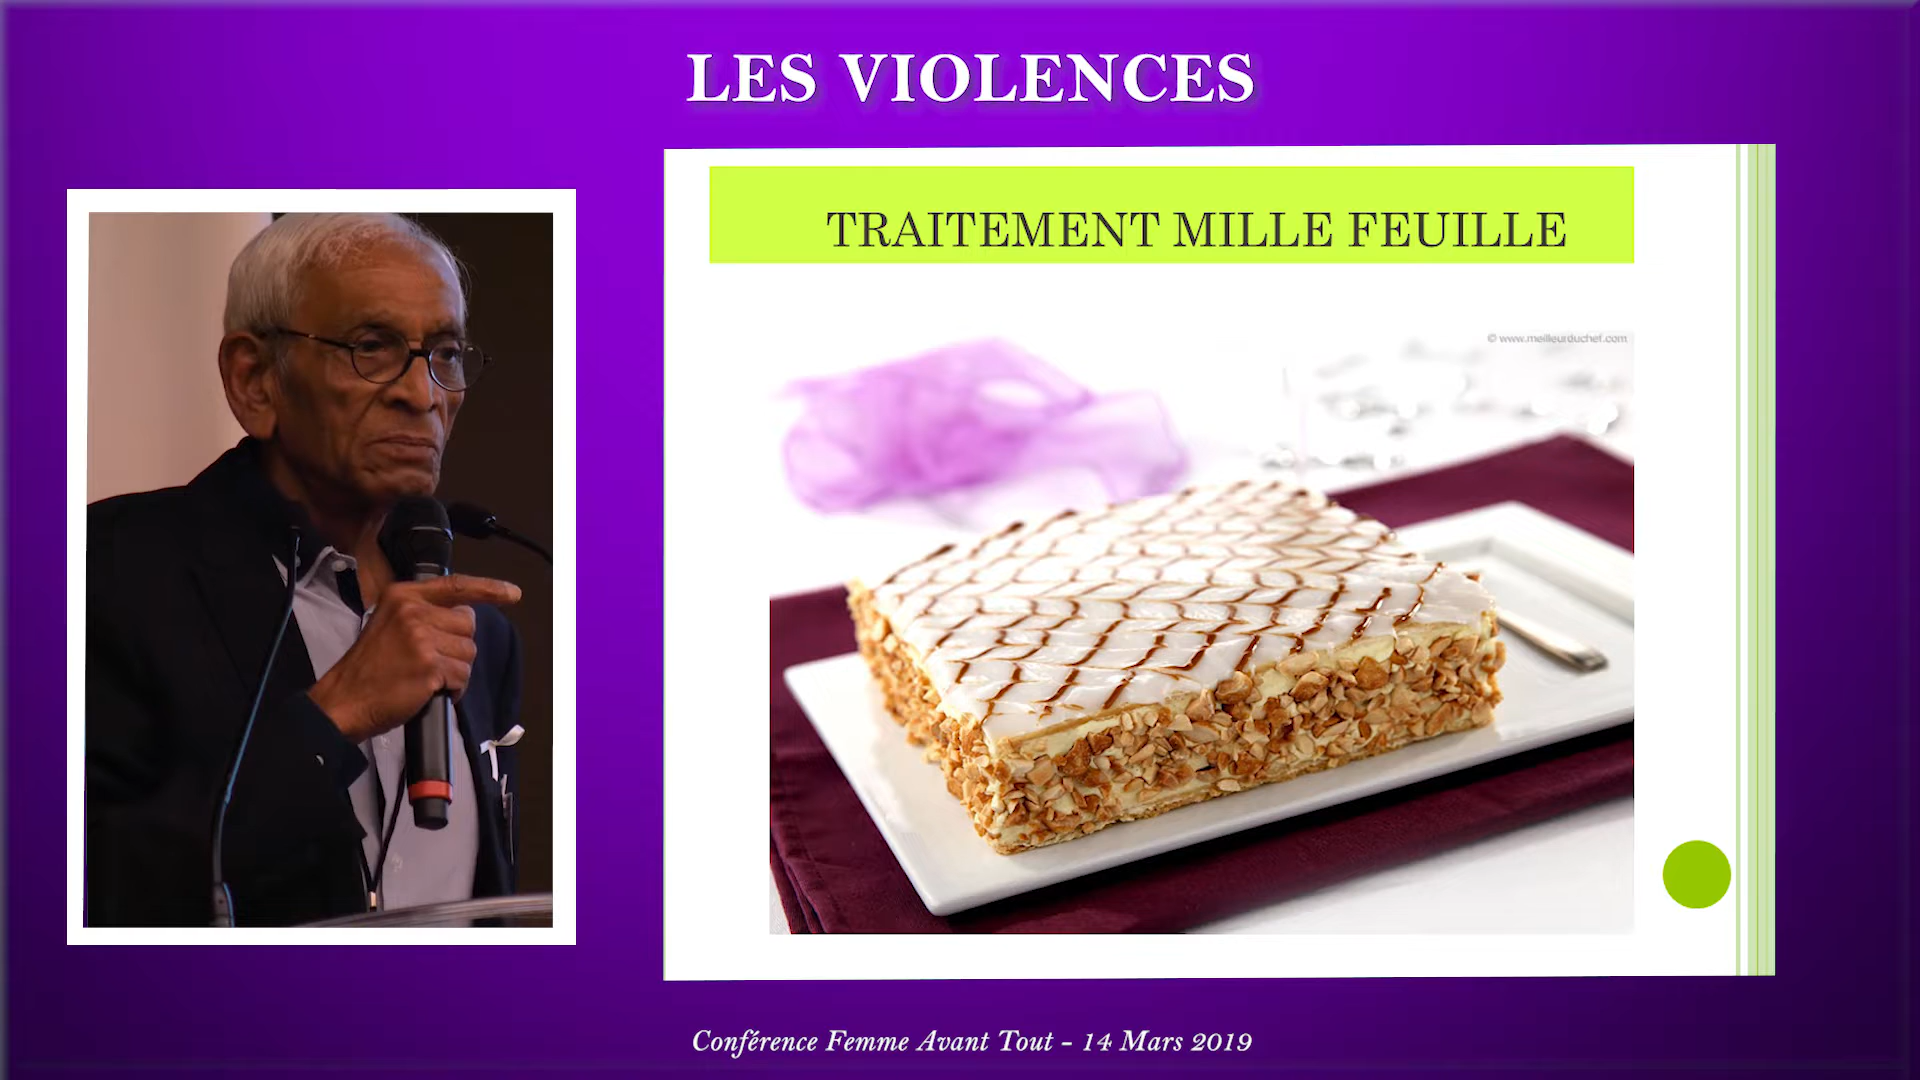 LES VIOLENCES
TRAITEMENT MILLE FEUILLE
© www.meilleurduchef.com
Conférence Femme Avant Tout - 14 Mars 2019